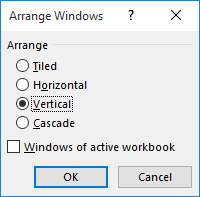 Arrange Windows
Arrange
Tiled
Horizontal
Vertical
Cascade
Windows of active workbook
OK Cancel